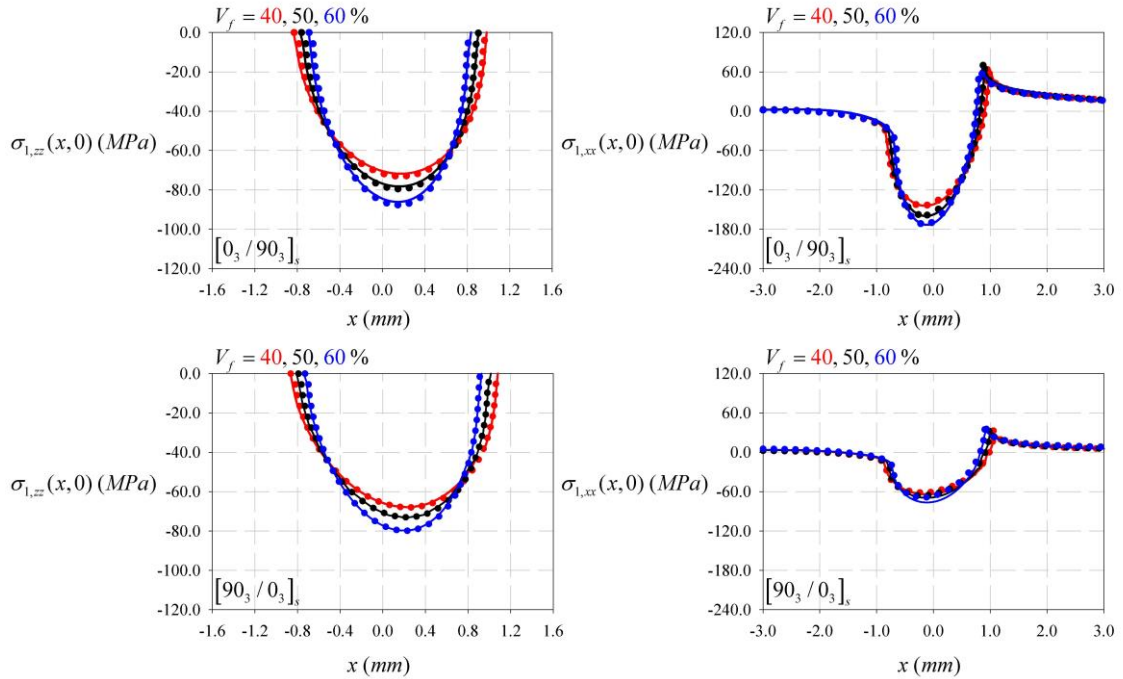 V_f = 40, 50, 60 %
0.0
-20.0
-40.0
σ_{1,zz}(x,0) (MPa)
-60.0
-80.0
-100.0
[0_3 / 90_3]_s
-120.0
-1.6 -1.2 -0.8 -0.4 0.0 0.4 0.8 1.2 1.6
x (mm)
V_f = 40, 50, 60 %
120.0
60.0
0.0
σ_{1,xx}(x,0) (MPa)
-60.0
-120.0
-180.0
[0_3 / 90_3]_s
-240.0
-3.0 -2.0 -1.0 0.0 1.0 2.0 3.0
x (mm)
V_f = 40, 50, 60 %
0.0
-20.0
-40.0
σ_{1,zz}(x,0) (MPa)
-60.0
-80.0
-100.0
[90_3 / 0_3]_s
-120.0
-1.6 -1.2 -0.8 -0.4 0.0 0.4 0.8 1.2 1.6
x (mm)
V_f = 40, 50, 60 %
120.0
60.0
0.0
σ_{1,xx}(x,0) (MPa)
-60.0
-120.0
-180.0
[90_3 / 0_3]_s
-240.0
-3.0 -2.0 -1.0 0.0 1.0 2.0 3.0
x (mm)